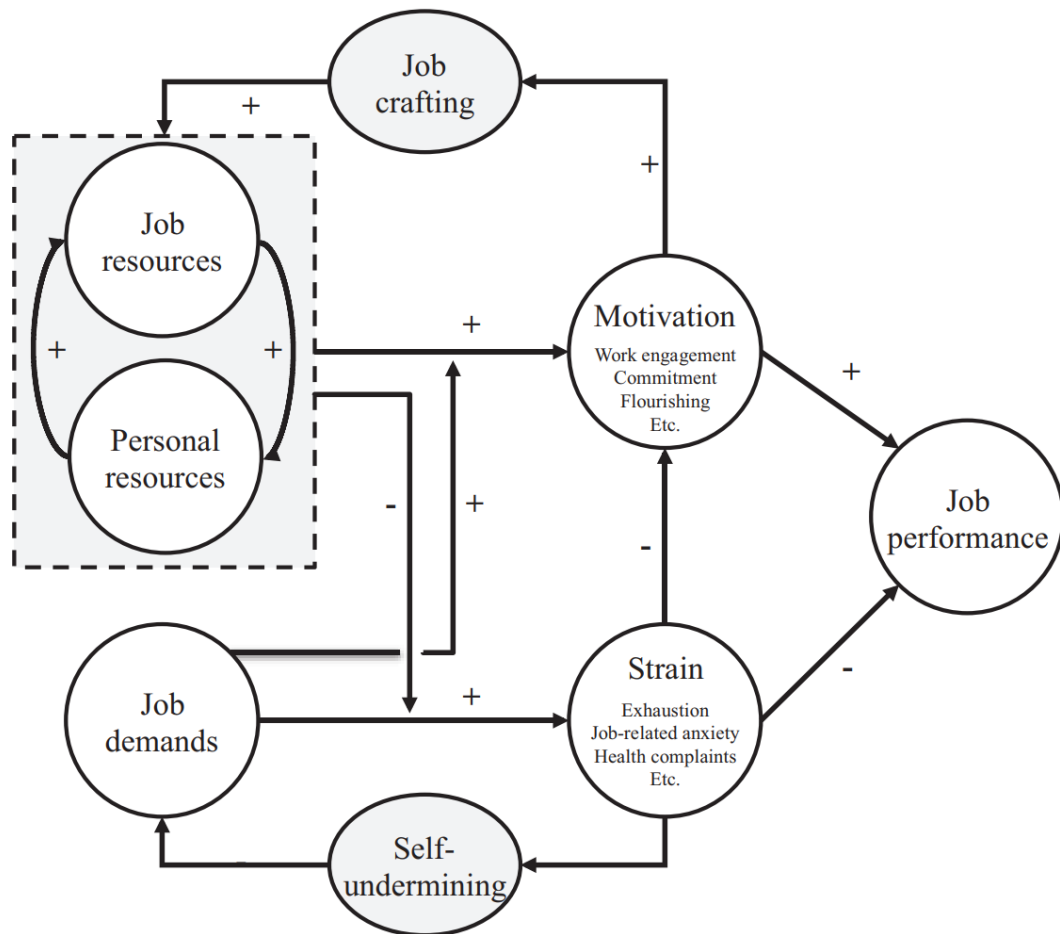 Job
crafting
+
+
Job
resources
+
+
Personal
resources
+
Motivation
Work engagement
Commitment
Flourishing
Etc.
+
-
+
-
Job
performance
Job
demands
+
Strain
Exhaustion
Job-related anxiety
Health complaints
Etc.
-
Self-
undermining